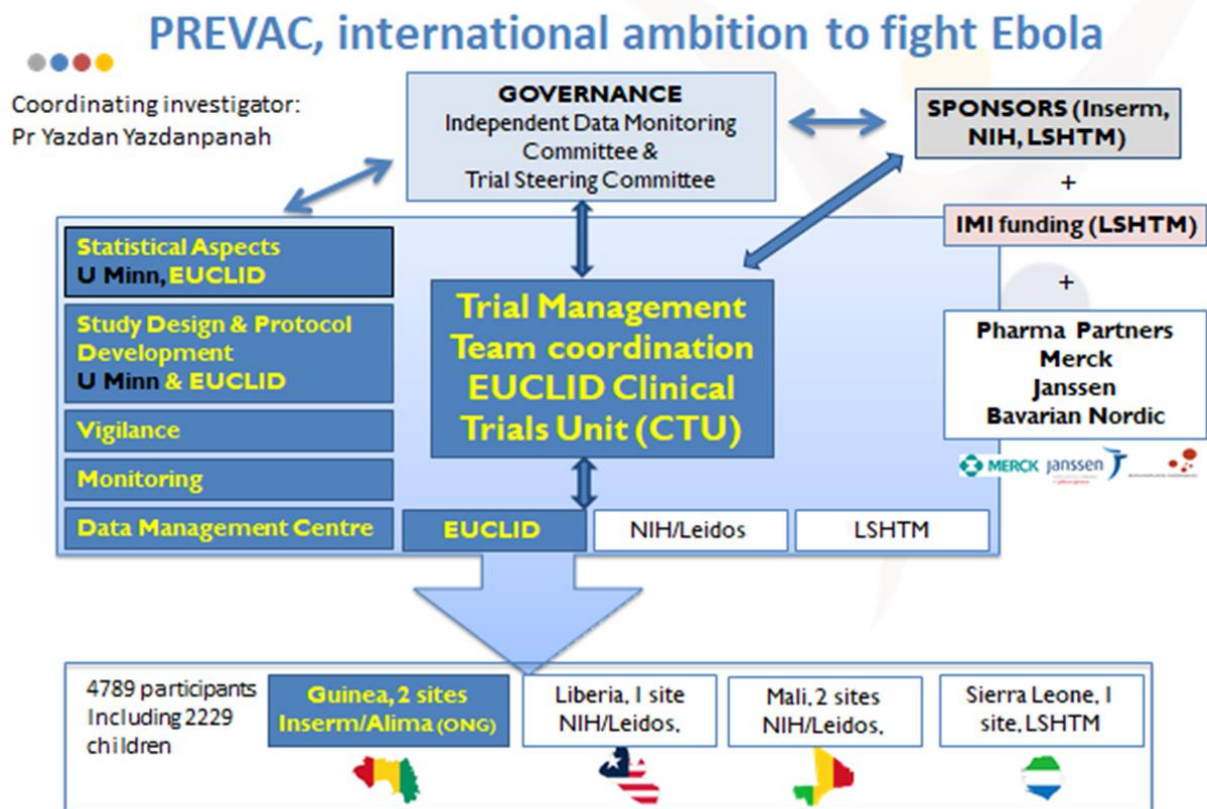 PREVAC, international ambition to fight Ebola
Coordinating investigator:
Pr Yazdan Yazdanpanah
GOVERNANCE
Independent Data Monitoring
Committee &
Trial Steering Committee
SPONSORS (Inserm,
NIH, LSHTM)
+
IMI funding (LSHTM)
+
Pharma Partners
Merck
Janssen
Bavarian Nordic
MERCK
janssen
Statistical Aspects
U Minn, EUCLID
Study Design & Protocol
Development
U Minn & EUCLID
Vigilance
Monitoring
Data Management Centre
Trial Management
Team coordination
EUCLID Clinical
Trials Unit (CTU)
EUCLID
NIH/Leidos
LSHTM
4789 participants
Including 2229
children
Guinea, 2 sites
Inserm/Alima (ONG)
Liberia, 1 site
NIH/Leidos,
Mali, 2 sites
NIH/Leidos,
Sierra Leone, 1
site, LSHTM